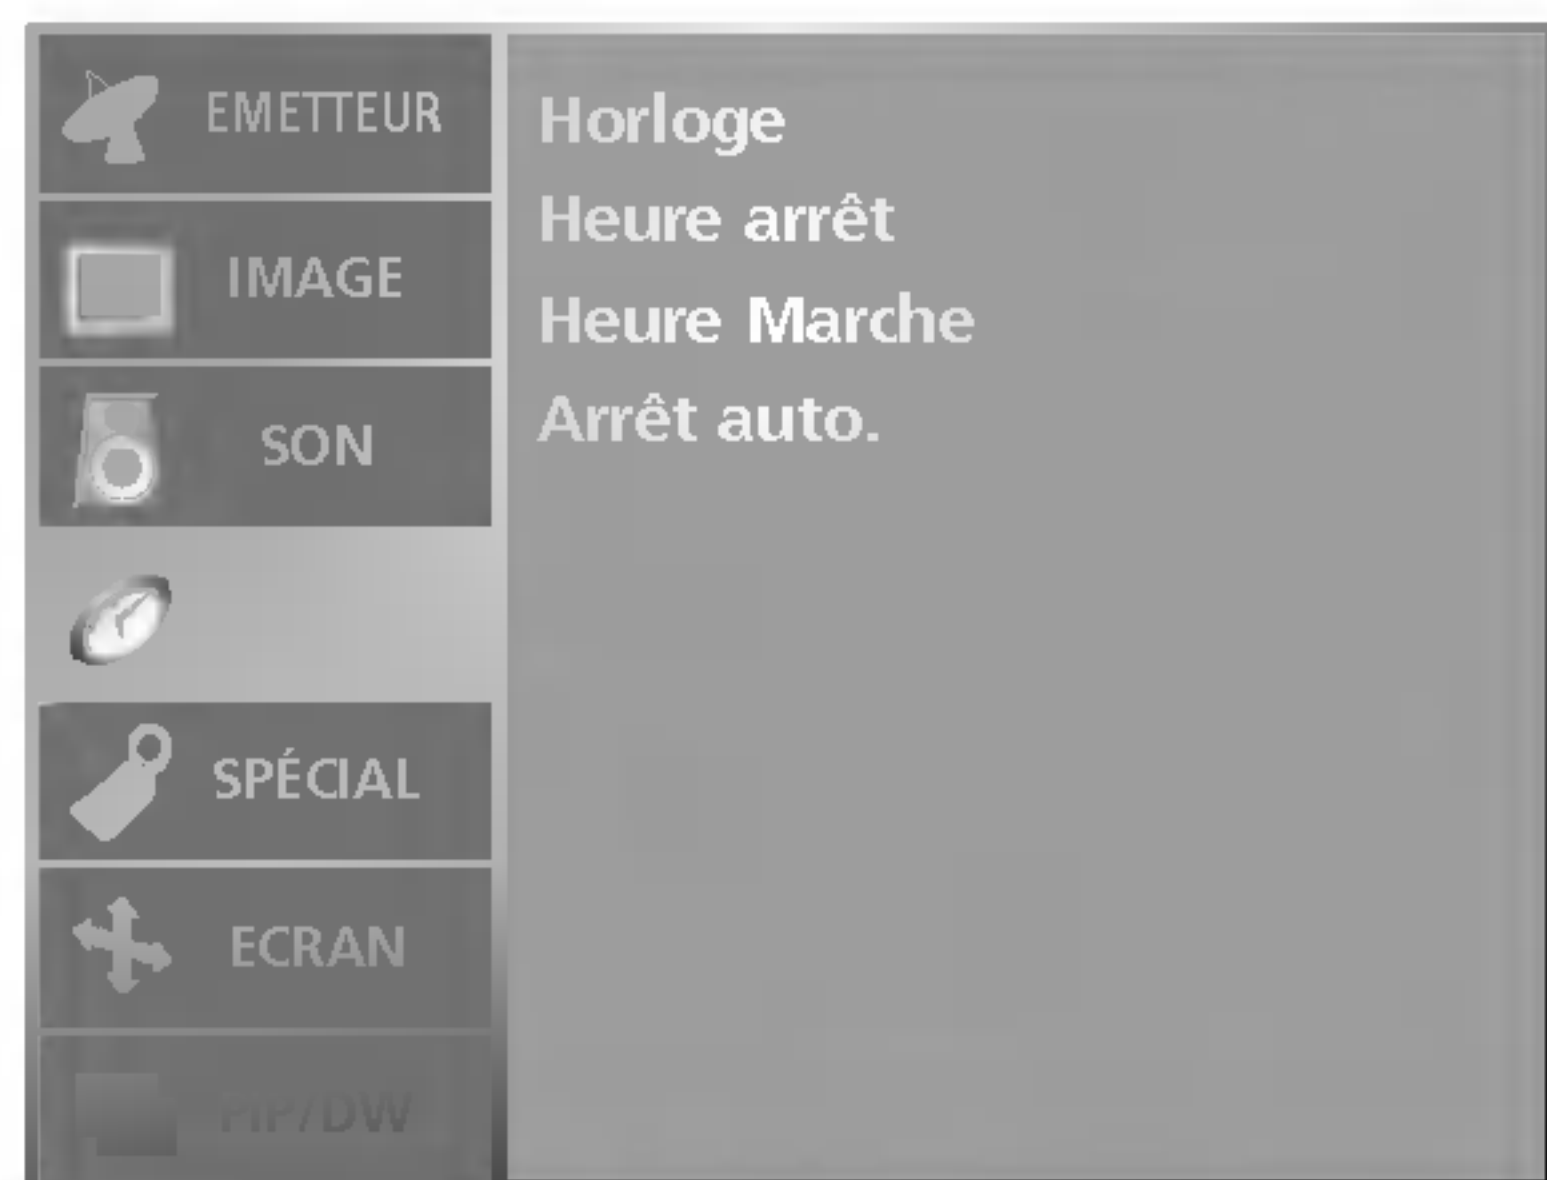 EMETTEUR
IMAGE
SON
SPÉCIAL
ECRAN
PIP/DW
Horloge
Heure arrêt
Heure Marche
Arrêt auto.